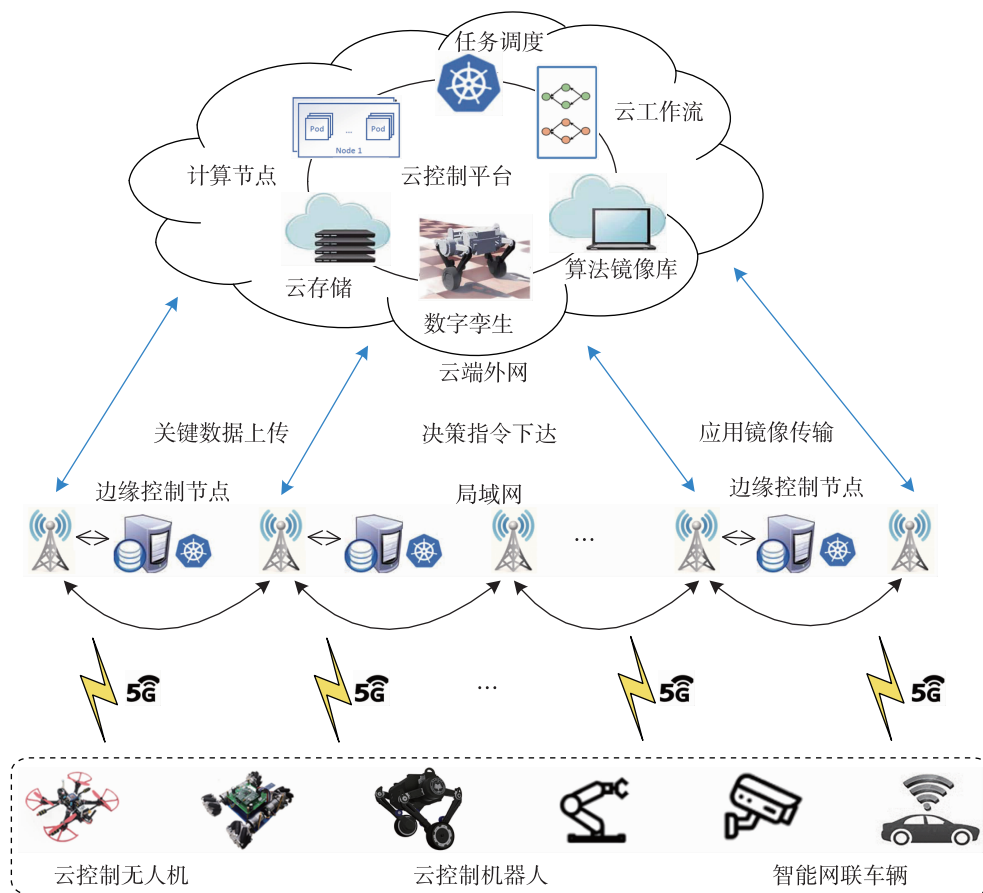 任务调度
云工作流
Pod
...
Pod
Node 1
计算节点
云控制平台
云存储
算法镜像库
数字孪生
云端外网
关键数据上传
决策指令下达
应用镜像传输
边缘控制节点
局域网
边缘控制节点
...
5G
5G
...
5G
5G
云控制无人机
云控制机器人
智能网联车辆